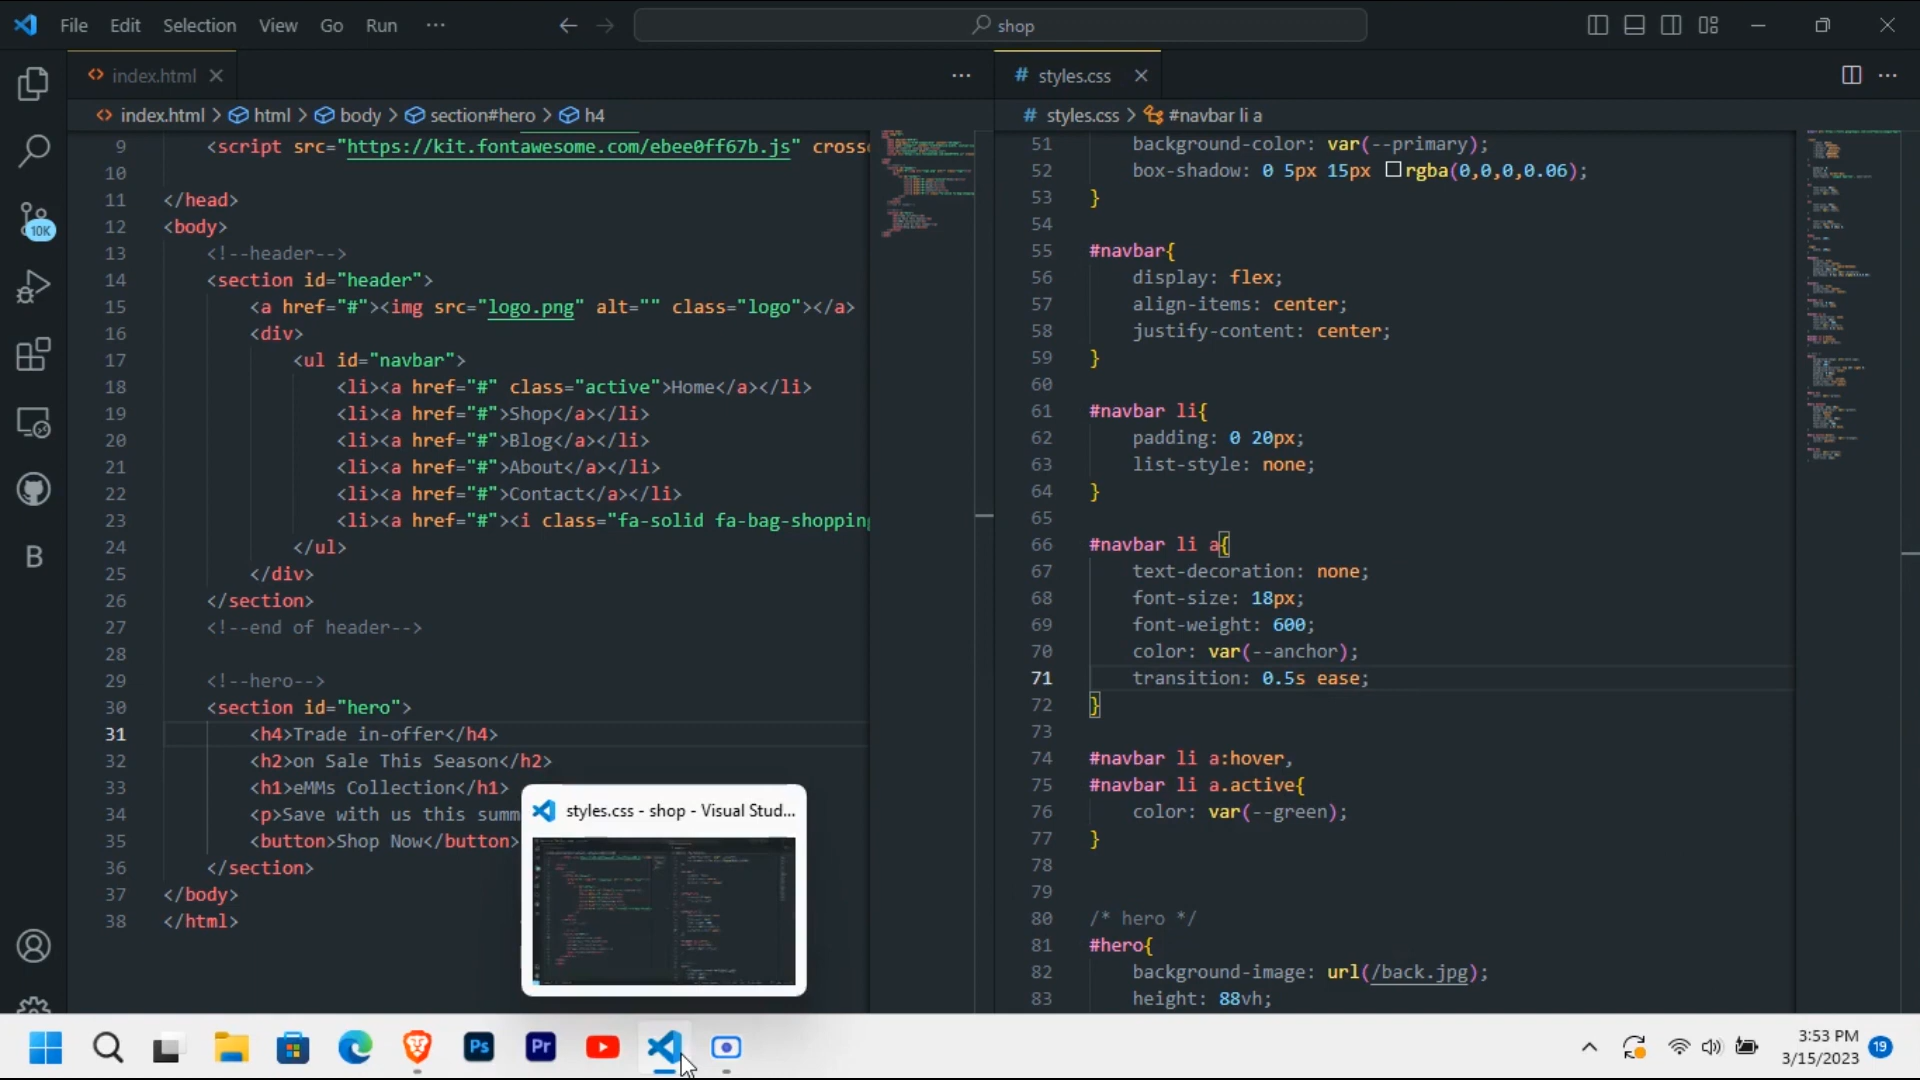 File Edit Selection View Go Run ···
shop
index.html
styles.css
index.html > html > body > section#hero > h4
styles.css > #navbar li a
10K
B
9 <script src="https://kit.fontawesome.com/ebee0ff67b.js" cross
10
11 </head>
12 <body>
13 <!--header-->
14 <section id="header">
15 <a href="#"><img src="logo.png" alt="" class="logo"></a>
16 <div>
17 <ul id="navbar">
18 <li><a href="#" class="active">Home</a></li>
19 <li><a href="#">Shop</a></li>
20 <li><a href="#">Blog</a></li>
21 <li><a href="#">About</a></li>
22 <li><a href="#">Contact</a></li>
23 <li><a href="#"><i class="fa-solid fa-bag-shopping
24 </ul>
25 </div>
26 </section>
27 <!--end of header-->
28
29 <!--hero-->
30 <section id="hero">
31 <h4>Trade in-offer</h4>
32 <h2>on Sale This Season</h2>
33 <h1>eMMs Collection</h1>
34 <p>Save with us this summ
35 <button>Shop Now</button>
36 </section>
37 </body>
38 </html>
51 background-color: var(--primary);
52 box-shadow: 0 5px 15px rgba(0,0,0,0.06);
53 }
54
55 #navbar{
56 display: flex;
57 align-items: center;
58 justify-content: center;
59 }
60
61 #navbar li{
62 padding: 0 20px;
63 list-style: none;
64 }
65
66 #navbar li a{
67 text-decoration: none;
68 font-size: 18px;
69 font-weight: 600;
70 color: var(--anchor);
71 transition: 0.5s ease;
72 }
73
74 #navbar li a:hover,
75 #navbar li a.active{
76 color: var(--green);
77 }
78
79
80 /* hero */
81 #hero{
82 background-image: url(/back.jpg);
83 height: 88vh;
styles.css - shop - Visual Stud...
Ps
Pr
3:53 PM
3/15/2023
19